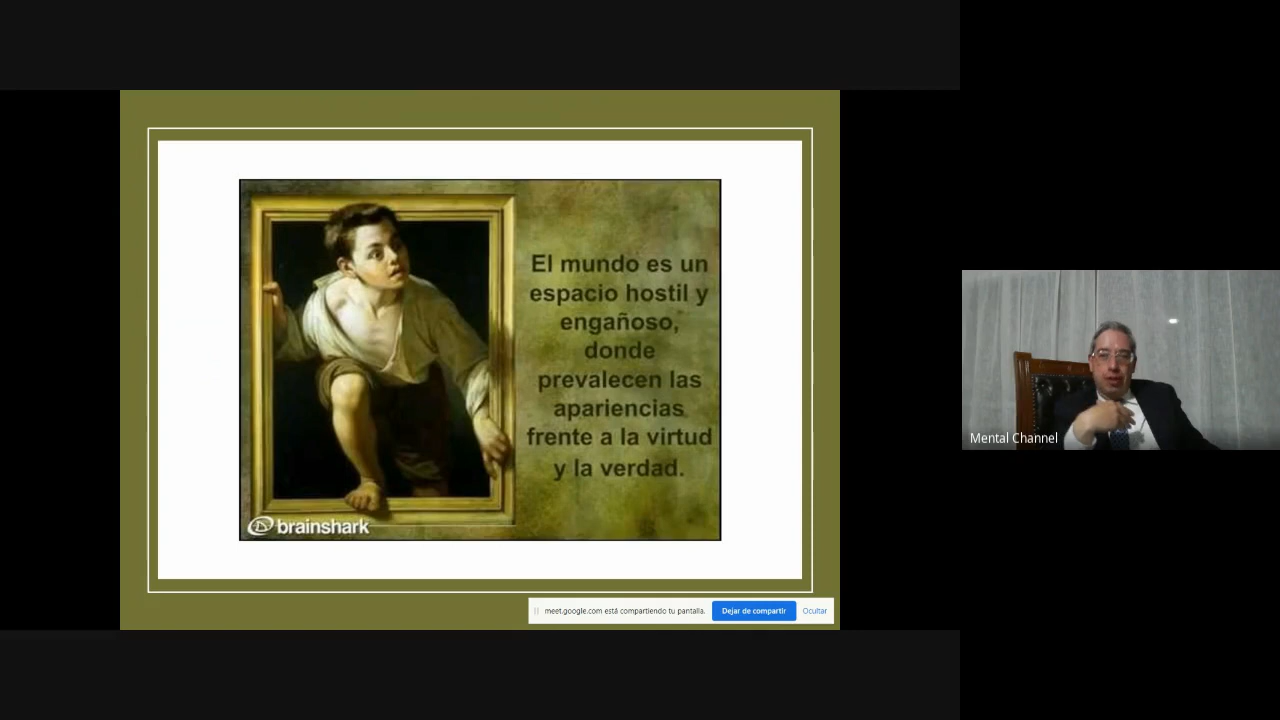 El mundo es un
espacio hostil y
engañoso,
donde
prevalecen las
apariencias
frente a la virtud
y la verdad.
brainshark
meet.google.com está compartiendo tu pantalla.
Dejar de compartir
Ocultar
Mental Channel